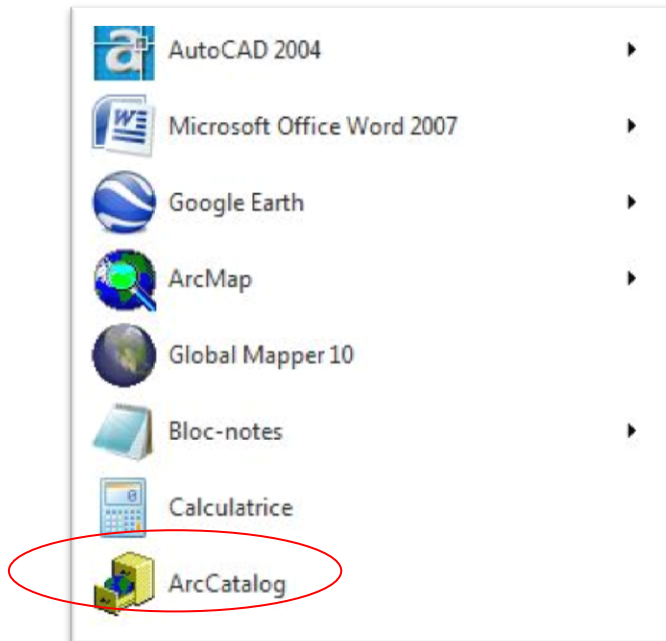 AutoCAD 2004
Microsoft Office Word 2007
Google Earth
ArcMap
Global Mapper 10
Bloc-notes
Calculatrice
ArcCatalog